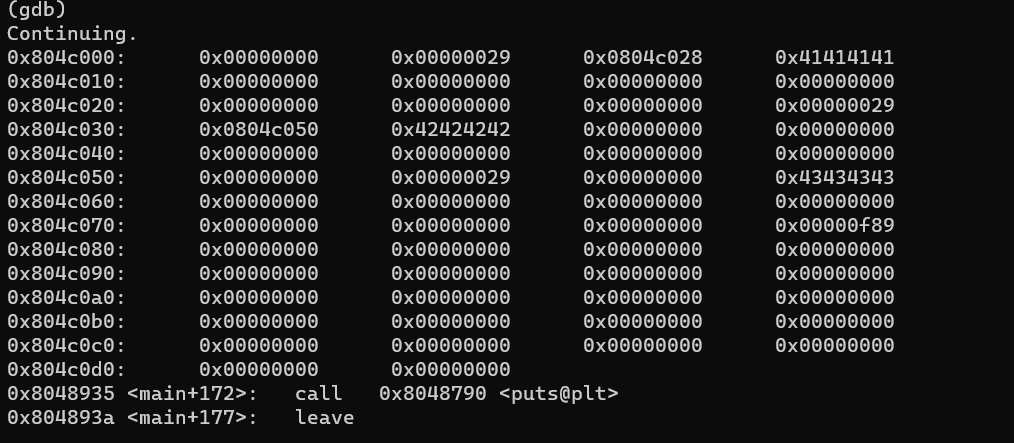 (gdb)
Continuing.
0x804c000: 0x00000000 0x00000029 0x0804c028 0x41414141
0x804c010: 0x00000000 0x00000000 0x00000000 0x00000000
0x804c020: 0x00000000 0x00000000 0x00000000 0x00000029
0x804c030: 0x0804c050 0x42424242 0x00000000 0x00000000
0x804c040: 0x00000000 0x00000000 0x00000000 0x00000000
0x804c050: 0x00000000 0x00000029 0x00000000 0x43434343
0x804c060: 0x00000000 0x00000000 0x00000000 0x00000000
0x804c070: 0x00000000 0x00000000 0x00000000 0x00000f89
0x804c080: 0x00000000 0x00000000 0x00000000 0x00000000
0x804c090: 0x00000000 0x00000000 0x00000000 0x00000000
0x804c0a0: 0x00000000 0x00000000 0x00000000 0x00000000
0x804c0b0: 0x00000000 0x00000000 0x00000000 0x00000000
0x804c0c0: 0x00000000 0x00000000 0x00000000 0x00000000
0x804c0d0: 0x00000000 0x00000000
0x8048935 <main+172>: call 0x8048790 <puts@plt>
0x804893a <main+177>: leave